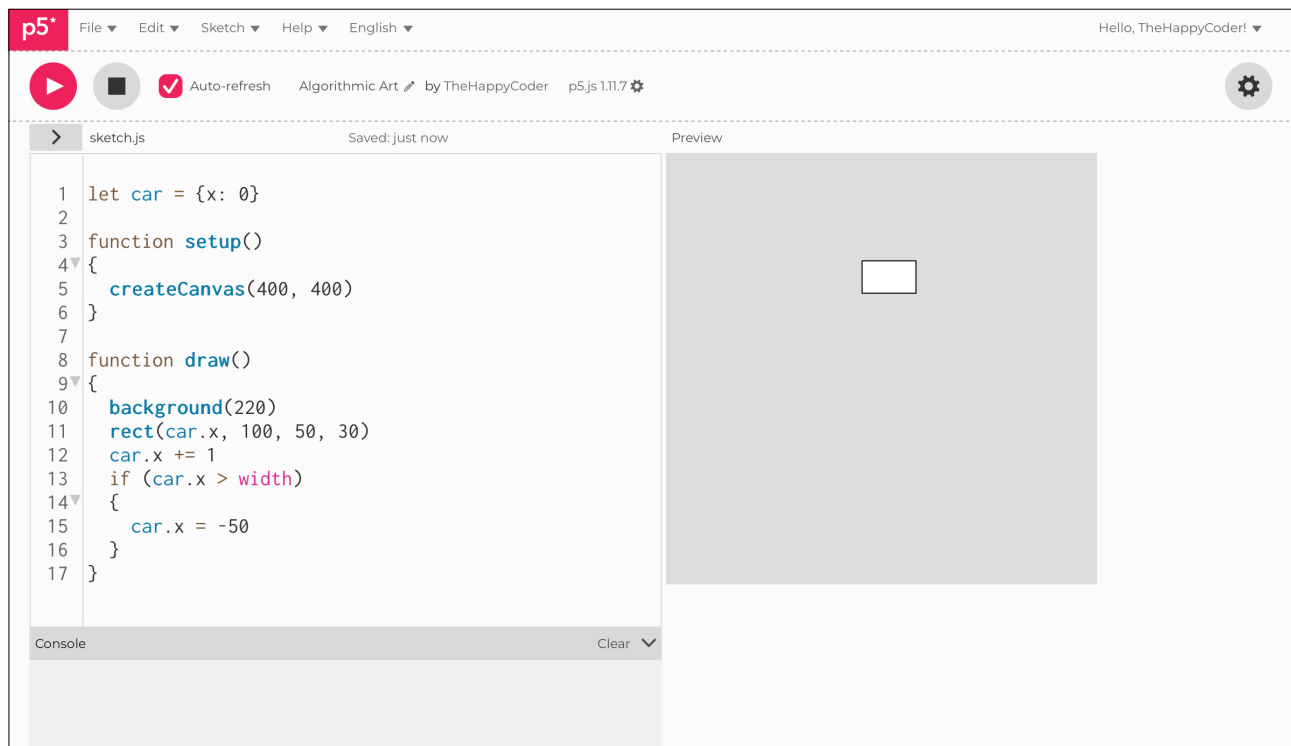 p5* File Edit Sketch Help English Hello, TheHappyCoder!
Auto-refresh Algorithmic Art by TheHappyCoder p5.js 1.11.7
sketch.js Saved: just now Preview
1 let car = {x: 0}
2
3 function setup()
4 {
5 createCanvas(400, 400)
6 }
7
8 function draw()
9 {
10 background(220)
11 rect(car.x, 100, 50, 30)
12 car.x += 1
13 if (car.x > width)
14 {
15 car.x = -50
16 }
17 }
Console Clear